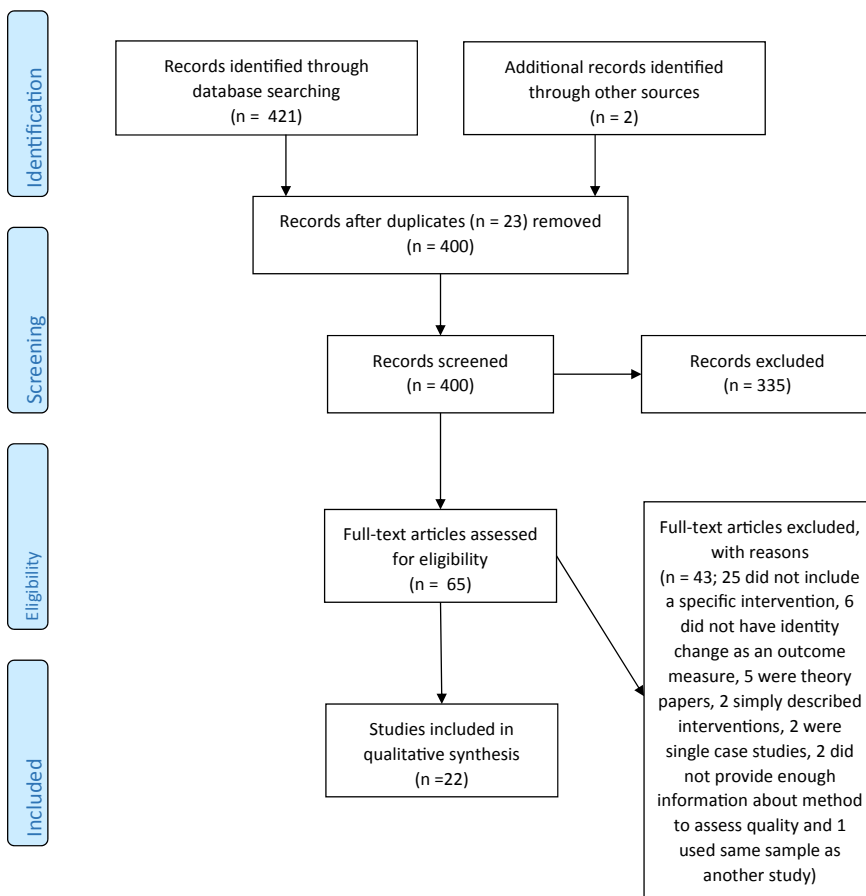 Identification
Records identified through
database searching
(n = 421)
Additional records identified
through other sources
(n = 2)
Records after duplicates (n = 23) removed
(n = 400)
Screening
Records screened
(n = 400)
Records excluded
(n = 335)
Eligibility
Full-text articles assessed
for eligibility
(n = 65)
Full-text articles excluded,
with reasons
(n = 43; 25 did not include
a specific intervention, 6
did not have identity
change as an outcome
measure, 5 were theory
papers, 2 simply described
interventions, 2 were
single case studies, 2 did
not provide enough
information about method
to assess quality and 1
used same sample as
another study)
Included
Studies included in
qualitative synthesis
(n =22)